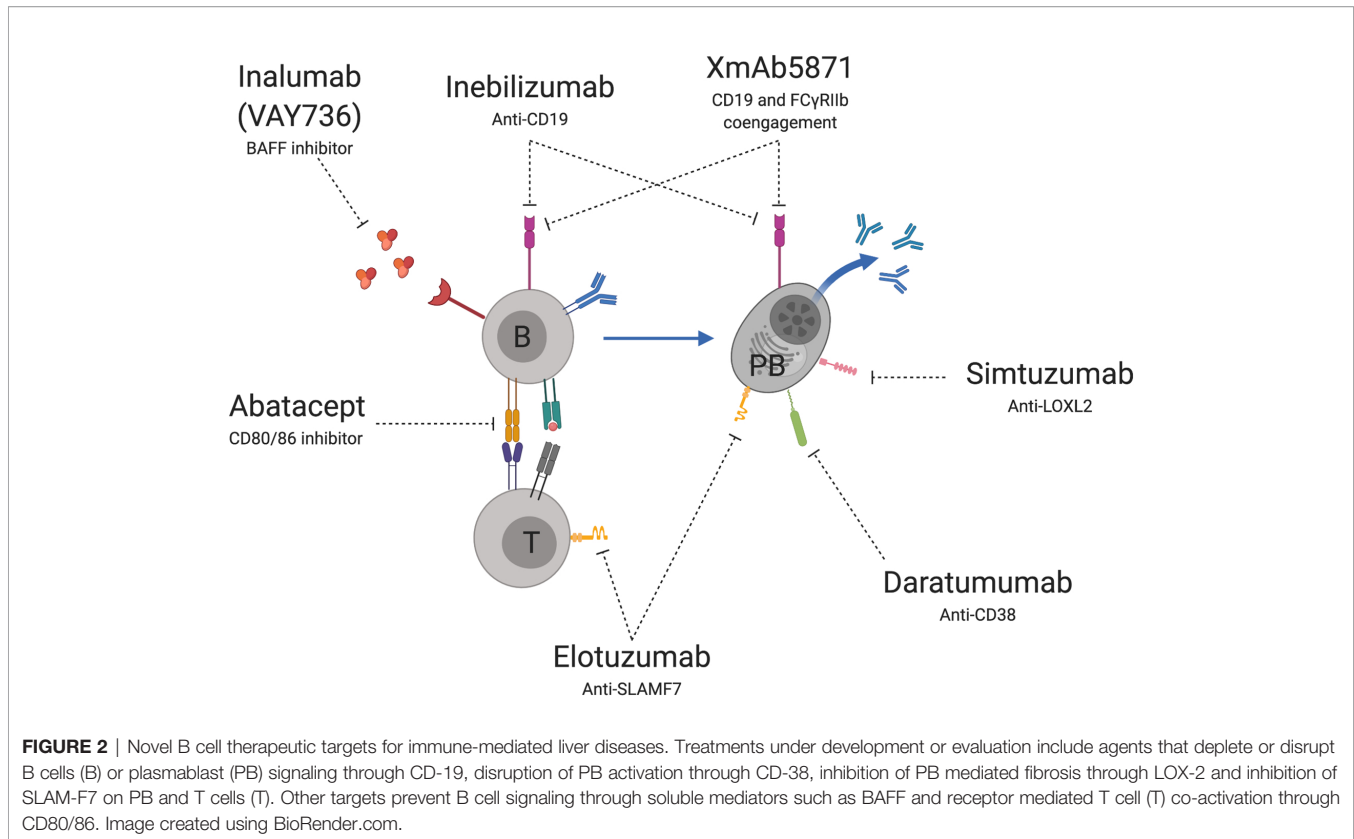 Inalumab
(VAY736)
BAFF inhibitor
Inebilizumab
Anti-CD19
XmAb5871
CD19 and FCγRIIb
coengagement
B
PB
Abatacept
CD80/86 inhibitor
Simtuzumab
Anti-LOXL2
T
Daratumumab
Anti-CD38
Elotuzumab
Anti-SLAMF7
FIGURE 2 | Novel B cell therapeutic targets for immune-mediated liver diseases. Treatments under development or evaluation include agents that deplete or disrupt
B cells (B) or plasmablast (PB) signaling through CD-19, disruption of PB activation through CD-38, inhibition of PB mediated fibrosis through LOX-2 and inhibition of
SLAM-F7 on PB and T cells (T). Other targets prevent B cell signaling through soluble mediators such as BAFF and receptor mediated T cell (T) co-activation through
CD80/86. Image created using BioRender.com.